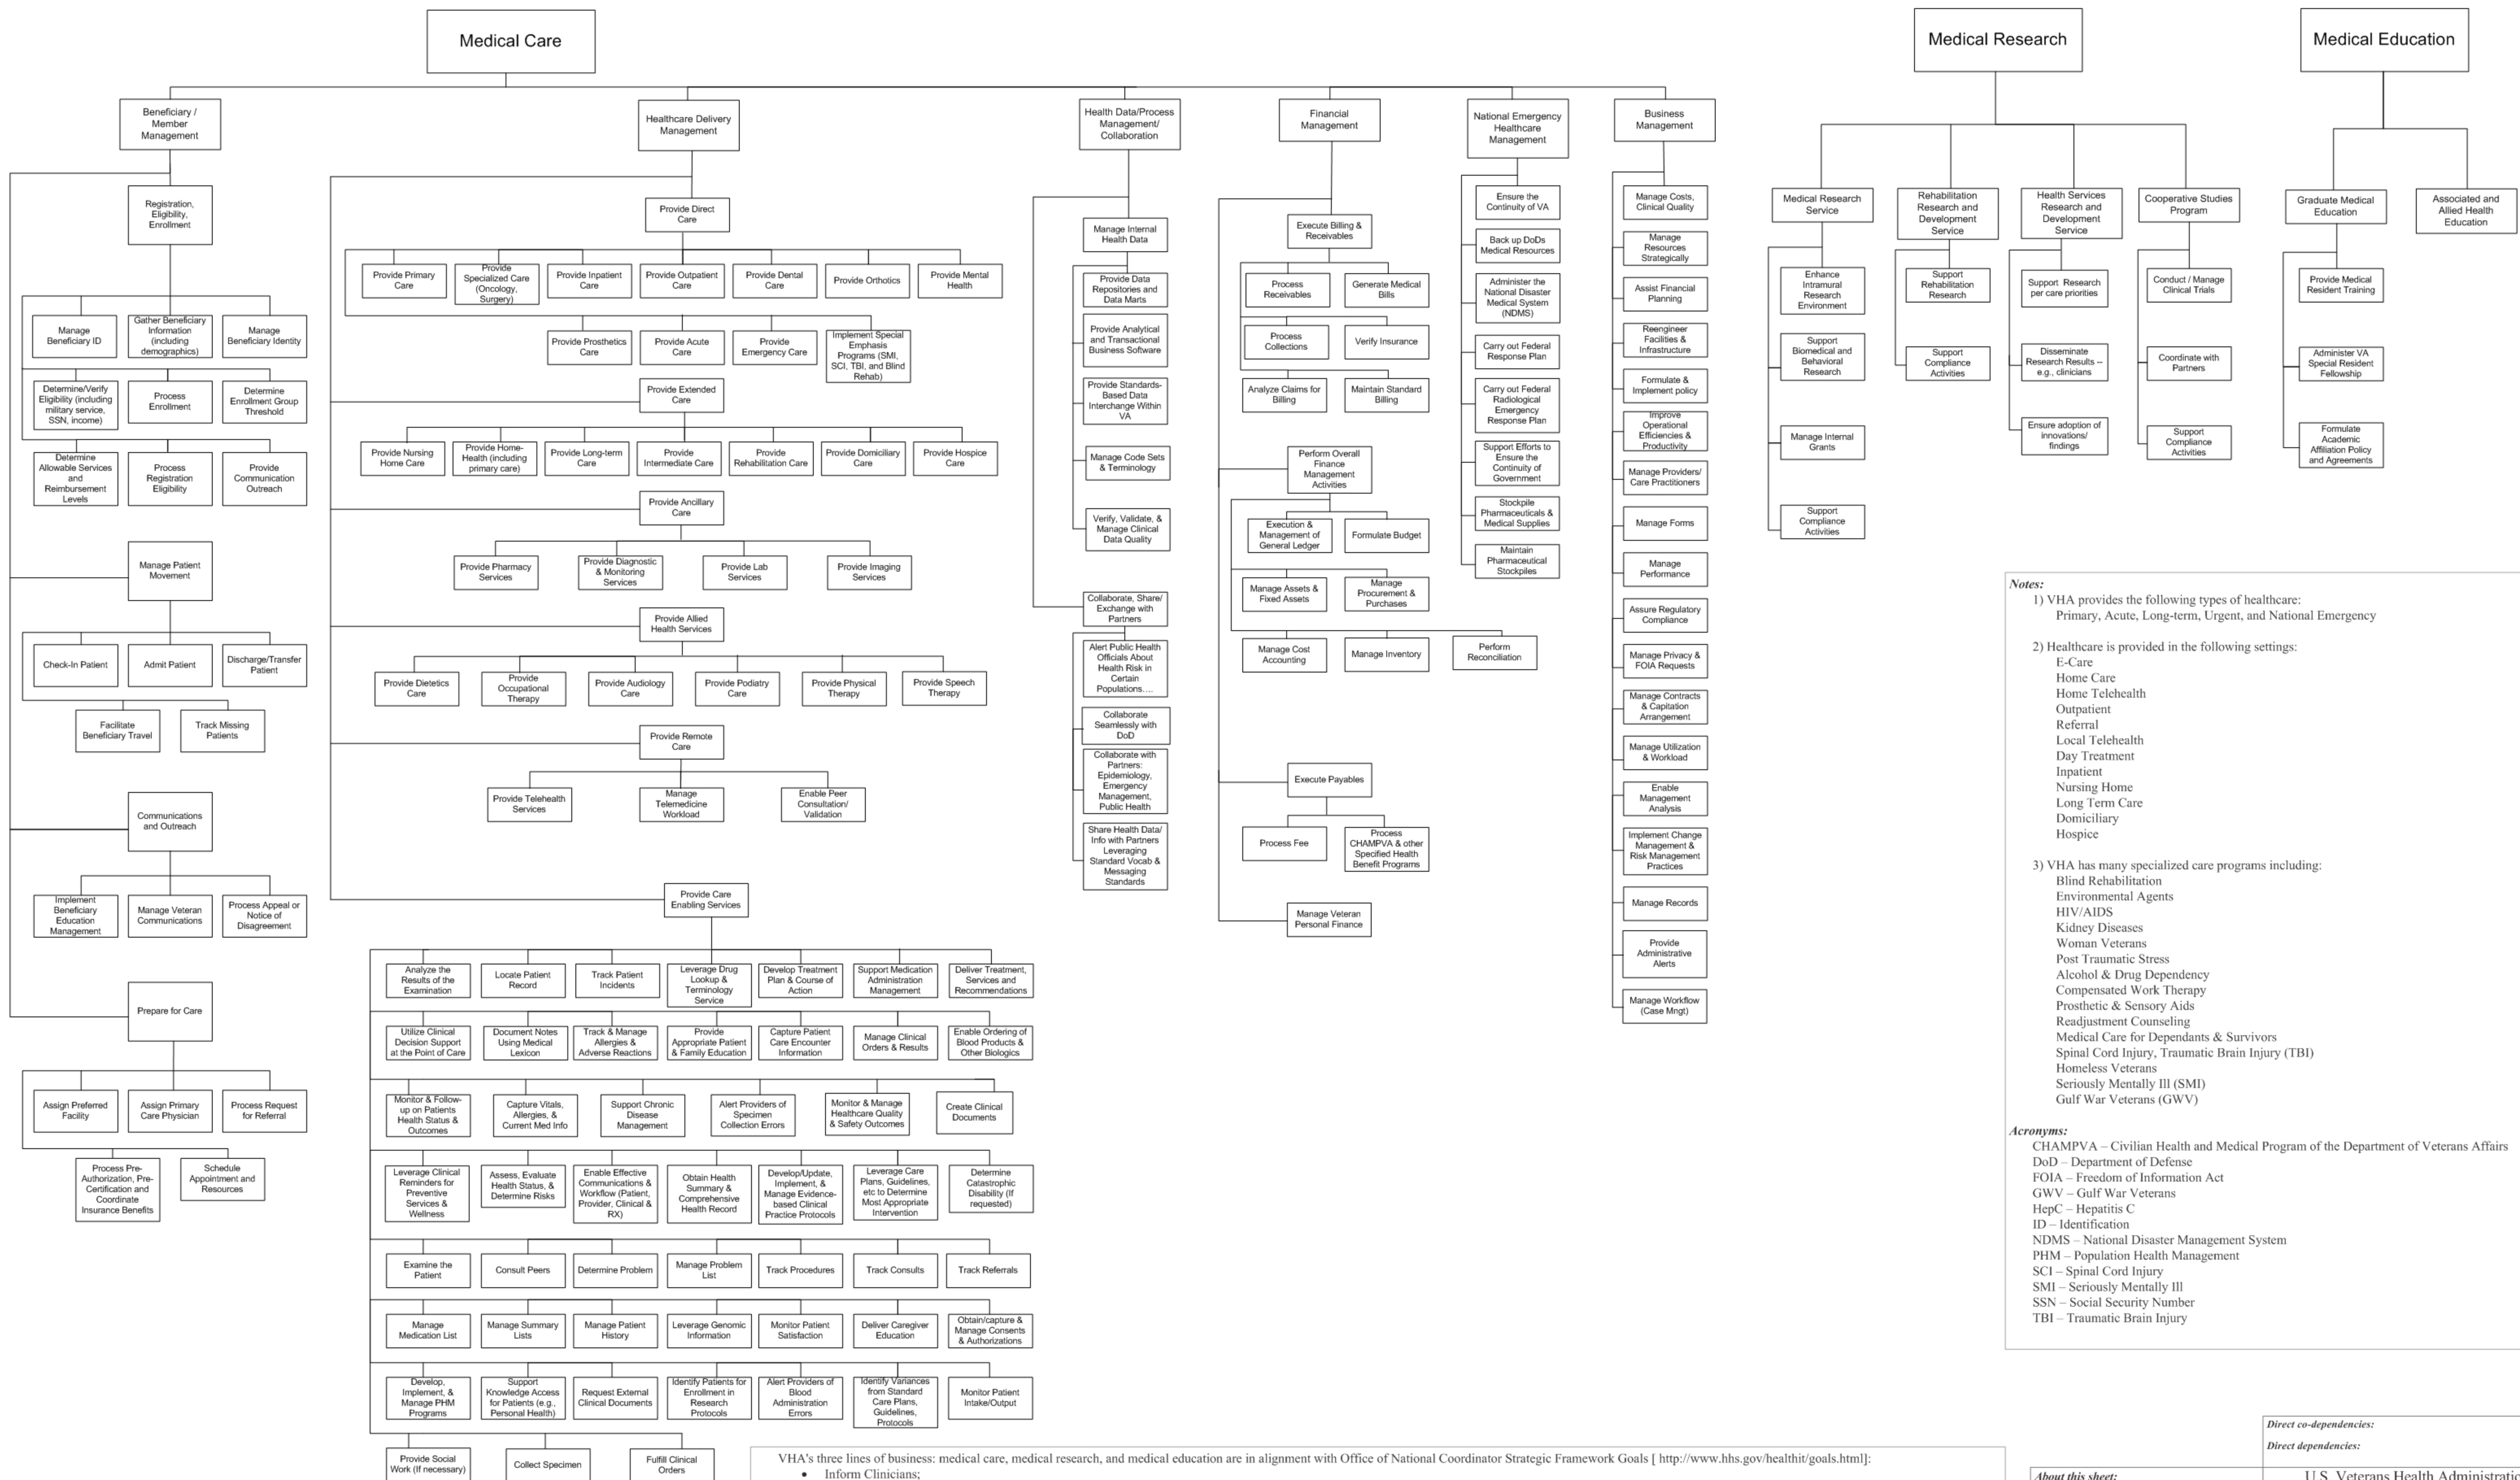 Medical Care
Medical Research
Medical Education
Beneficiary /
Member
Management
Healthcare Delivery
Management
Health Data/Process
Management/
Collaboration
Financial
Management
National Emergency
Healthcare
Management
Business
Management
Registration,
Eligibility,
Enrollment
Manage
Beneficiary ID
Gather Beneficiary
Information
(including
demographics)
Manage
Beneficiary Identity
Determine/Verify
Eligibility (including
military service,
SSN, income)
Process
Enrollment
Determine
Enrollment Group
Threshold
Determine
Allowable Services
and
Reimbursement
Levels
Process
Registration
Eligibility
Provide
Communication
Outreach
Manage Patient
Movement
Check-In Patient
Admit Patient
Discharge/Transfer
Patient
Facilitate
Beneficiary Travel
Track Missing
Patients
Communications
and Outreach
Implement
Beneficiary
Education
Management
Manage Veteran
Communications
Process Appeal or
Notice of
Disagreement
Prepare for Care
Assign Preferred
Facility
Assign Primary
Care Physician
Process Request
for Referral
Process Pre-
Authorization, Pre-
Certification and
Coordinate
Insurance Benefits
Schedule
Appointment and
Resources
Provide Direct
Care
Provide Primary
Care
Provide
Specialized Care
(Oncology,
Surgery)
Provide Inpatient
Care
Provide Outpatient
Care
Provide Dental
Care
Provide Orthotics
Provide Mental
Health
Provide Prosthetics
Care
Provide Acute
Care
Provide
Emergency Care
Implement Special
Emphasis
Programs (SMI,
SCI, TBI, and Blind
Rehab)
Provide Extended
Care
Provide Nursing
Home Care
Provide Home-
Health (including
primary care)
Provide Long-term
Care
Provide
Intermediate Care
Provide
Rehabilitation Care
Provide Domiciliary
Care
Provide Hospice
Care
Provide Ancillary
Care
Provide Pharmacy
Services
Provide Diagnostic
& Monitoring
Services
Provide Lab
Services
Provide Imaging
Services
Provide Allied
Health Services
Provide Dietetics
Care
Provide
Occupational
Therapy
Provide Audiology
Care
Provide Podiatry
Care
Provide Physical
Therapy
Provide Speech
Therapy
Provide Remote
Care
Provide Telehealth
Services
Manage
Telemedicine
Workload
Enable Peer
Consultation/
Validation
Provide Care
Enabling Services
Analyze the
Results of the
Examination
Locate Patient
Record
Track Patient
Incidents
Leverage Drug
Lookup &
Terminology
Service
Develop Treatment
Plan & Course of
Action
Support Medication
Administration
Management
Deliver Treatment,
Services and
Recommendations
Utilize Clinical
Decision Support
at the Point of Care
Document Notes
Using Medical
Lexicon
Track & Manage
Allergies &
Adverse Reactions
Provide
Appropriate Patient
& Family Education
Capture Patient
Care Encounter
Information
Manage Clinical
Orders & Results
Enable Ordering of
Blood Products &
Other Biologics
Monitor & Follow-
up on Patients
Health Status &
Outcomes
Capture Vitals,
Allergies, &
Current Med Info
Support Chronic
Disease
Management
Alert Providers of
Specimen
Collection Errors
Monitor & Manage
Healthcare Quality
& Safety Outcomes
Create Clinical
Documents
Leverage Clinical
Reminders for
Preventive
Services &
Wellness
Assess, Evaluate
Health Status, &
Determine Risks
Enable Effective
Communications &
Workflow (Patient,
Provider, Clinical &
RX)
Obtain Health
Summary &
Comprehensive
Health Record
Develop/Update,
Implement, &
Manage Evidence-
based Clinical
Practice Protocols
Leverage Care
Plans, Guidelines,
etc to Determine
Most Appropriate
Intervention
Determine
Catastrophic
Disability (If
requested)
Examine the
Patient
Consult Peers
Determine Problem
Manage Problem
List
Track Procedures
Track Consults
Track Referrals
Manage
Medication List
Manage Summary
Lists
Manage Patient
History
Leverage Genomic
Information
Monitor Patient
Satisfaction
Deliver Caregiver
Education
Obtain/capture &
Manage Consents
& Authorizations
Develop,
Implement, &
Manage PHM
Programs
Support
Knowledge Access
for Patients (e.g.,
Personal Health)
Request External
Clinical Documents
Identify Patients for
Enrollment in
Research
Protocols
Alert Providers of
Blood
Administration
Errors
Identify Variances
from Standard
Care Plans,
Guidelines,
Protocols
Monitor Patient
Intake/Output
Provide Social
Work (If necessary)
Collect Specimen
Fulfill Clinical
Orders
Manage Internal
Health Data
Provide Data
Repositories and
Data Marts
Provide Analytical
and Transactional
Business Software
Provide Standards-
Based Data
Interchange Within
VA
Manage Code Sets
& Terminology
Verify, Validate, &
Manage Clinical
Data Quality
Collaborate, Share/
Exchange with
Partners
Alert Public Health
Officials About
Health Risk in
Certain
Populations....
Collaborate
Seamlessly with
DoD
Collaborate with
Partners:
Epidemiology,
Emergency
Management,
Public Health
Share Health Data/
Info with Partners
Leveraging
Standard Vocab &
Messaging
Standards
Execute Billing &
Receivables
Process
Receivables
Generate Medical
Bills
Process
Collections
Verify Insurance
Analyze Claims for
Billing
Maintain Standard
Billing
Perform Overall
Finance
Management
Activities
Execution &
Management of
General Ledger
Formulate Budget
Manage Assets &
Fixed Assets
Manage
Procurement &
Purchases
Manage Cost
Accounting
Manage Inventory
Perform
Reconciliation
Execute Payables
Process Fee
Process
CHAMPVA & other
Specified Health
Benefit Programs
Manage Veteran
Personal Finance
Ensure the
Continuity of VA
Back up DoDs
Medical Resources
Administer the
National Disaster
Medical System
(NDMS)
Carry out Federal
Response Plan
Carry out Federal
Radiological
Emergency
Response Plan
Support Efforts to
Ensure the
Continuity of
Government
Stockpile
Pharmaceuticals &
Medical Supplies
Maintain
Pharmaceutical
Stockpiles
Manage Costs,
Clinical Quality
Manage
Resources
Strategically
Assist Financial
Planning
Reengineer
Facilities &
Infrastructure
Formulate &
Implement policy
Improve
Operational
Efficiencies &
Productivity
Manage Providers/
Care Practitioners
Manage Forms
Manage
Performance
Assure Regulatory
Compliance
Manage Privacy &
FOIA Requests
Manage Contracts
& Capitation
Arrangement
Manage Utilization
& Workload
Enable
Management
Analysis
Implement Change
Management &
Risk Management
Practices
Manage Records
Provide
Administrative
Alerts
Manage Workflow
(Case Mngt)
Medical Research
Service
Enhance
Intramural
Research
Environment
Support
Biomedical and
Behavioral
Research
Manage Internal
Grants
Support
Compliance
Activities
Rehabilitation
Research and
Development
Service
Support
Rehabilitation
Research
Support
Compliance
Activities
Health Services
Research and
Development
Service
Support Research
per care priorities
Disseminate
Research Results --
e.g., clinicians
Ensure adoption of
innovations/
findings
Cooperative Studies
Program
Conduct / Manage
Clinical Trials
Coordinate with
Partners
Support
Compliance
Activities
Graduate Medical
Education
Provide Medical
Resident Training
Administer VA
Special Resident
Fellowship
Formulate
Academic
Affiliation Policy
and Agreements
Associated and
Allied Health
Education
Notes:
1) VHA provides the following types of healthcare:
Primary, Acute, Long-term, Urgent, and National Emergency
2) Healthcare is provided in the following settings:
E-Care
Home Care
Home Telehealth
Outpatient
Referral
Local Telehealth
Day Treatment
Inpatient
Nursing Home
Long Term Care
Domiciliary
Hospice
3) VHA has many specialized care programs including:
Blind Rehabilitation
Environmental Agents
HIV/AIDS
Kidney Diseases
Woman Veterans
Post Traumatic Stress
Alcohol & Drug Dependency
Compensated Work Therapy
Prosthetic & Sensory Aids
Readjustment Counseling
Medical Care for Dependants & Survivors
Spinal Cord Injury, Traumatic Brain Injury (TBI)
Homeless Veterans
Seriously Mentally Ill (SMI)
Gulf War Veterans (GWV)
Acronyms:
CHAMPVA – Civilian Health and Medical Program of the Department of Veterans Affairs
DoD – Department of Defense
FOIA – Freedom of Information Act
GWV – Gulf War Veterans
HepC – Hepatitis C
ID – Identification
NDMS – National Disaster Management System
PHM – Population Health Management
SCI – Spinal Cord Injury
SMI – Seriously Mentally Ill
SSN – Social Security Number
TBI – Traumatic Brain Injury
VHA's three lines of business: medical care, medical research, and medical education are in alignment with Office of National Coordinator Strategic Framework Goals [ http://www.hhs.gov/healthit/goals.html]:
• Inform Clinicians;
Direct co-dependencies:
Direct dependencies:
About this sheet:
U.S. Veterans Health Administratio